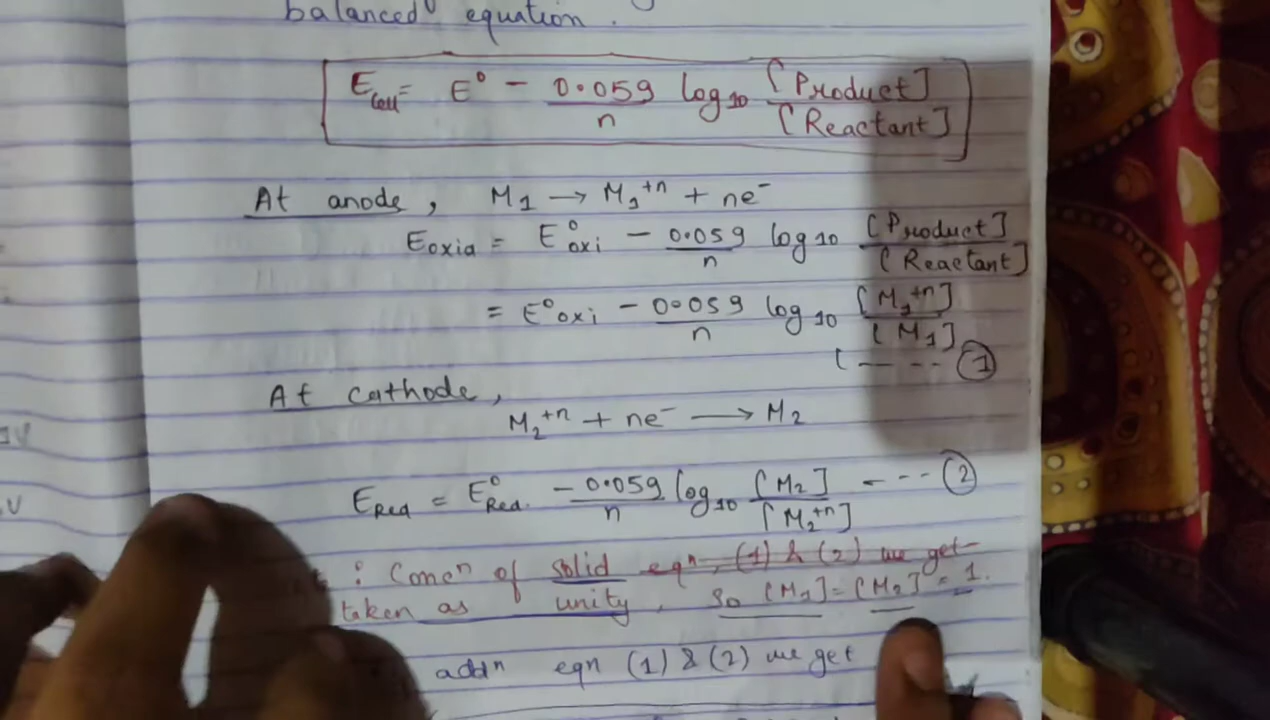 balanced equation.
E cell = E° - 0.059/n log10 [Product]/[Reactant]
At anode, M1 → M1+n + ne-
Eoxia = E°oxi - 0.059/n log10 [Product]/[Reactant]
= E°oxi - 0.059/n log10 [M1+n]/[M1]
(— - - - ①
At cathode,
M2+n + ne- → M2
ERed = E°Red. - 0.059/n log10 [M2]/[M2+n] - - - - ②
: Concn of solid eqn, (1) & (2) we get
taken as unity, so [M1] = [M2] = 1.
addn eqn (1) & (2) we get